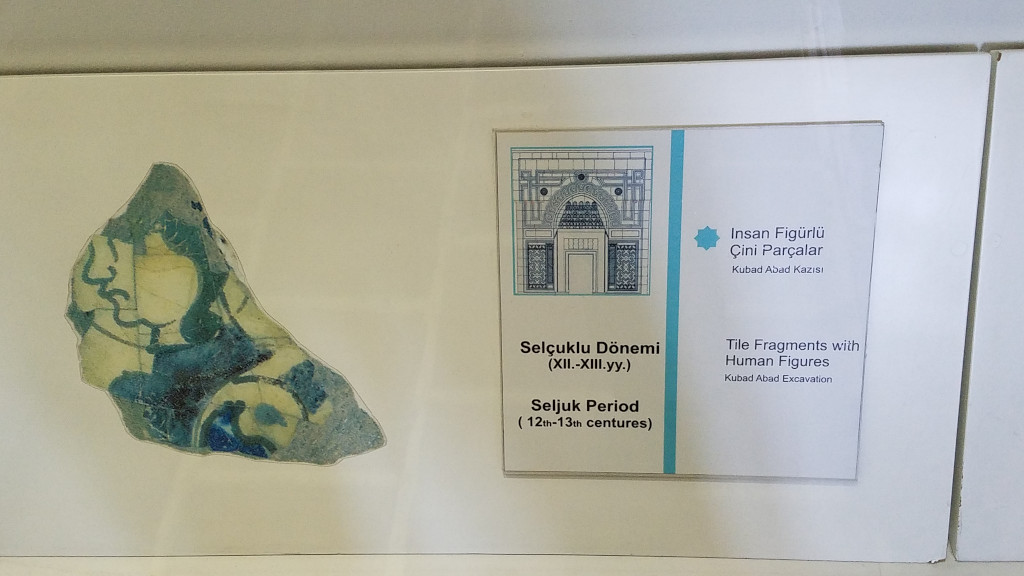 Selçuklu Dönemi
(XII.-XIII.yy.)
Seljuk Period
( 12th-13th centures)
Insan Figürlü
Çini Parçalar
Kubad Abad Kazısı
Tile Fragments with
Human Figures
Kubad Abad Excavation